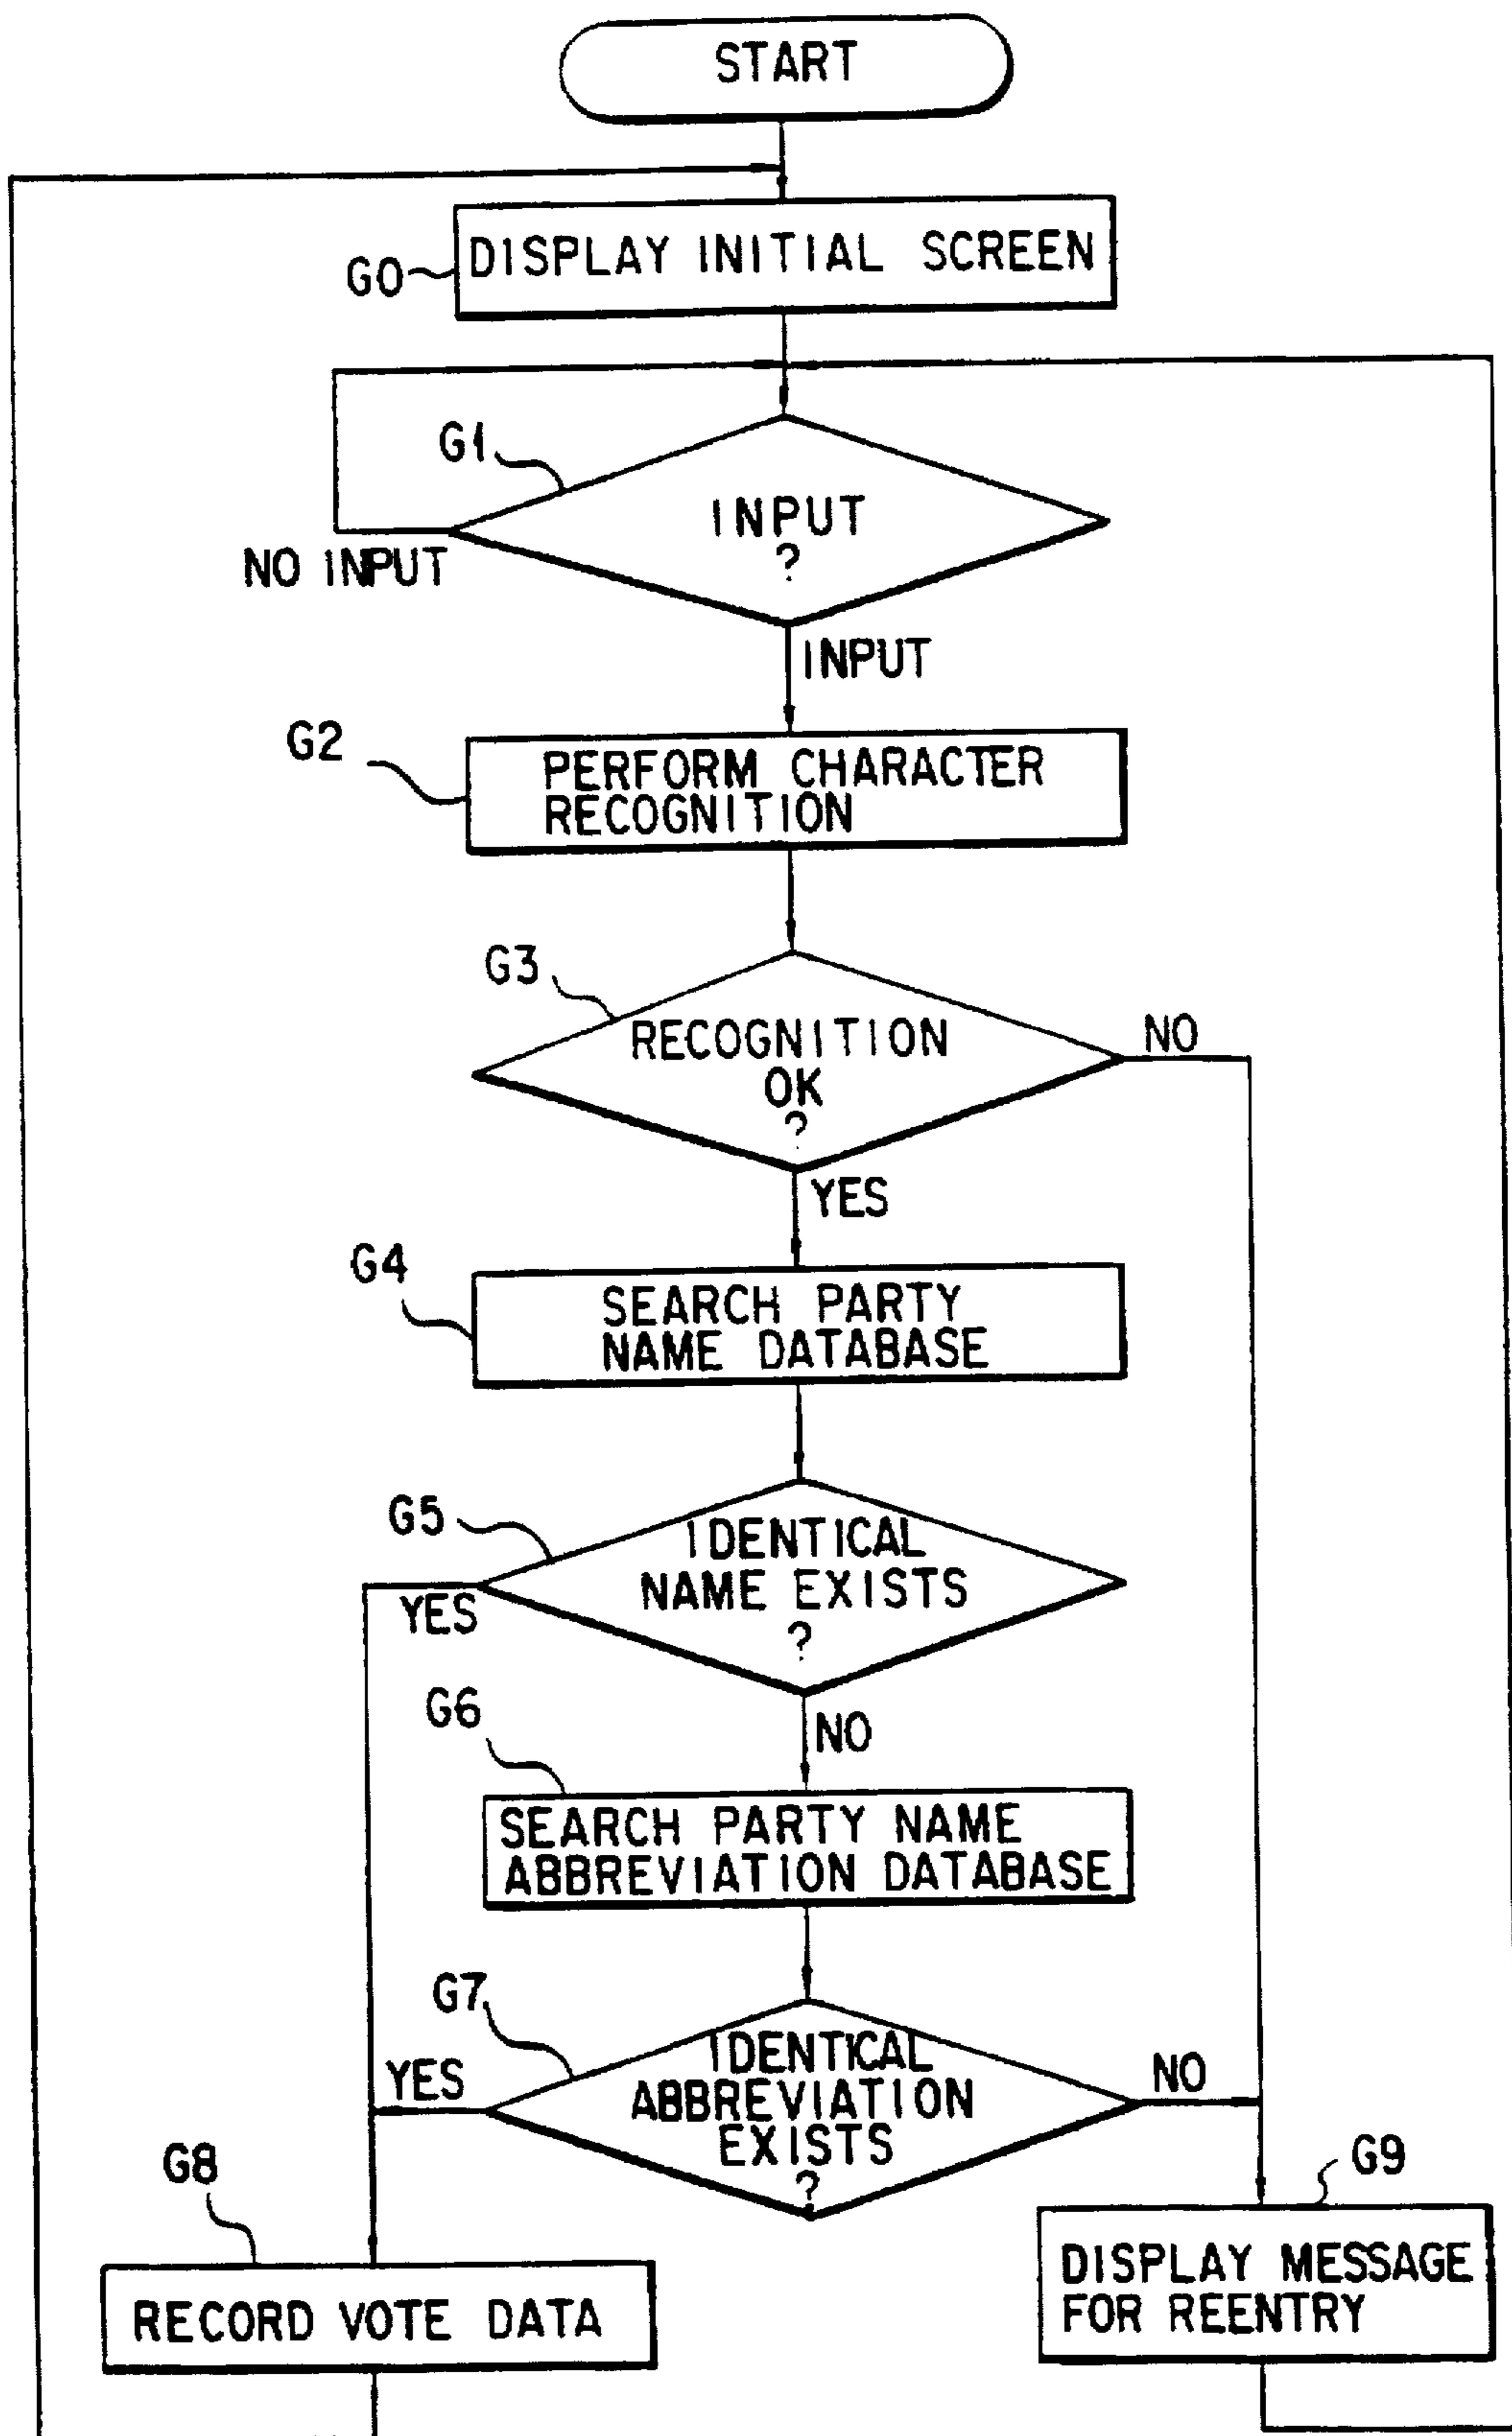 START
G0
DISPLAY INITIAL SCREEN
G1
INPUT
?
NO INPUT
INPUT
G2
PERFORM CHARACTER
RECOGNITION
G3
RECOGNITION
OK
?
NO
YES
G4
SEARCH PARTY
NAME DATABASE
G5
IDENTICAL
NAME EXISTS
?
YES
NO
G6
SEARCH PARTY NAME
ABBREVIATION DATABASE
G7
IDENTICAL
ABBREVIATION
EXISTS
?
YES
NO
G8
RECORD VOTE DATA
G9
DISPLAY MESSAGE
FOR REENTRY